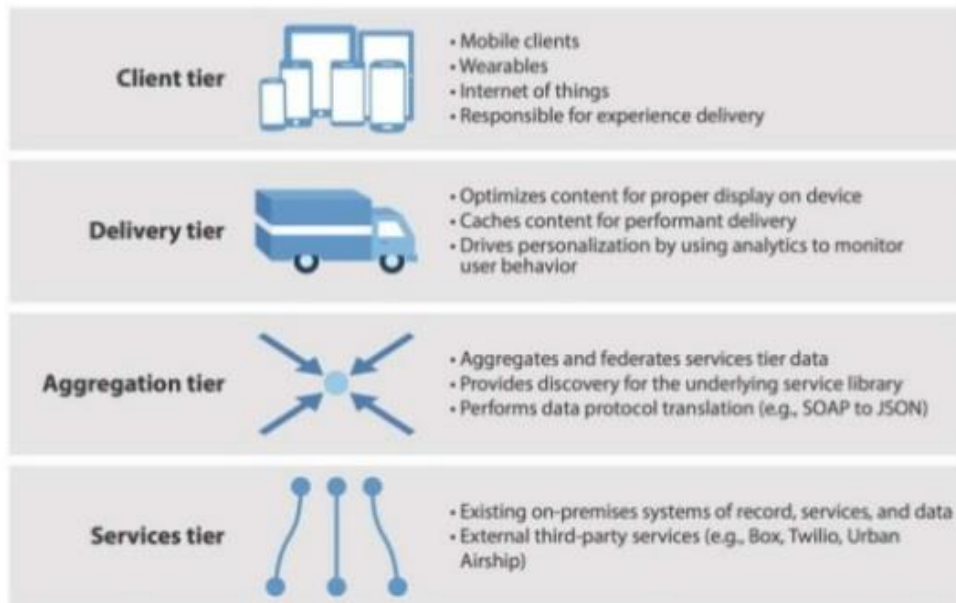 Client tier
• Mobile clients
• Wearables
• Internet of things
• Responsible for experience delivery
Delivery tier
• Optimizes content for proper display on device
• Caches content for performant delivery
• Drives personalization by using analytics to monitor
user behavior
Aggregation tier
• Aggregates and federates services tier data
• Provides discovery for the underlying service library
• Performs data protocol translation (e.g., SOAP to JSON)
Services tier
• Existing on-premises systems of record, services, and data
• External third-party services (e.g., Box, Twilio, Urban
Airship)